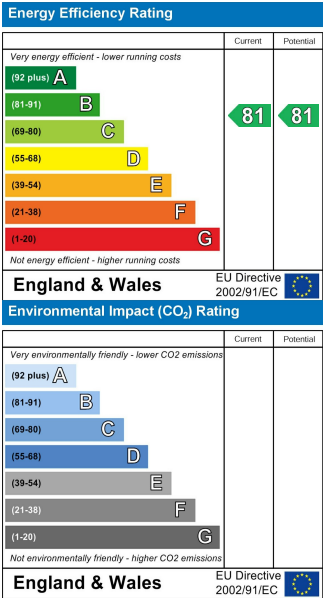 Energy Efficiency Rating
Current Potential
Very energy efficient - lower running costs
(92 plus) A
(81-91) B 81 81
(69-80) C
(55-68) D
(39-54) E
(21-38) F
(1-20) G
Not energy efficient - higher running costs
England & Wales EU Directive
2002/91/EC
Environmental Impact (CO₂) Rating
Current Potential
Very environmentally friendly - lower CO2 emissions
(92 plus) A
(81-91) B
(69-80) C
(55-68) D
(39-54) E
(21-38) F
(1-20) G
Not environmentally friendly - higher CO2 emissions
England & Wales EU Directive
2002/91/EC